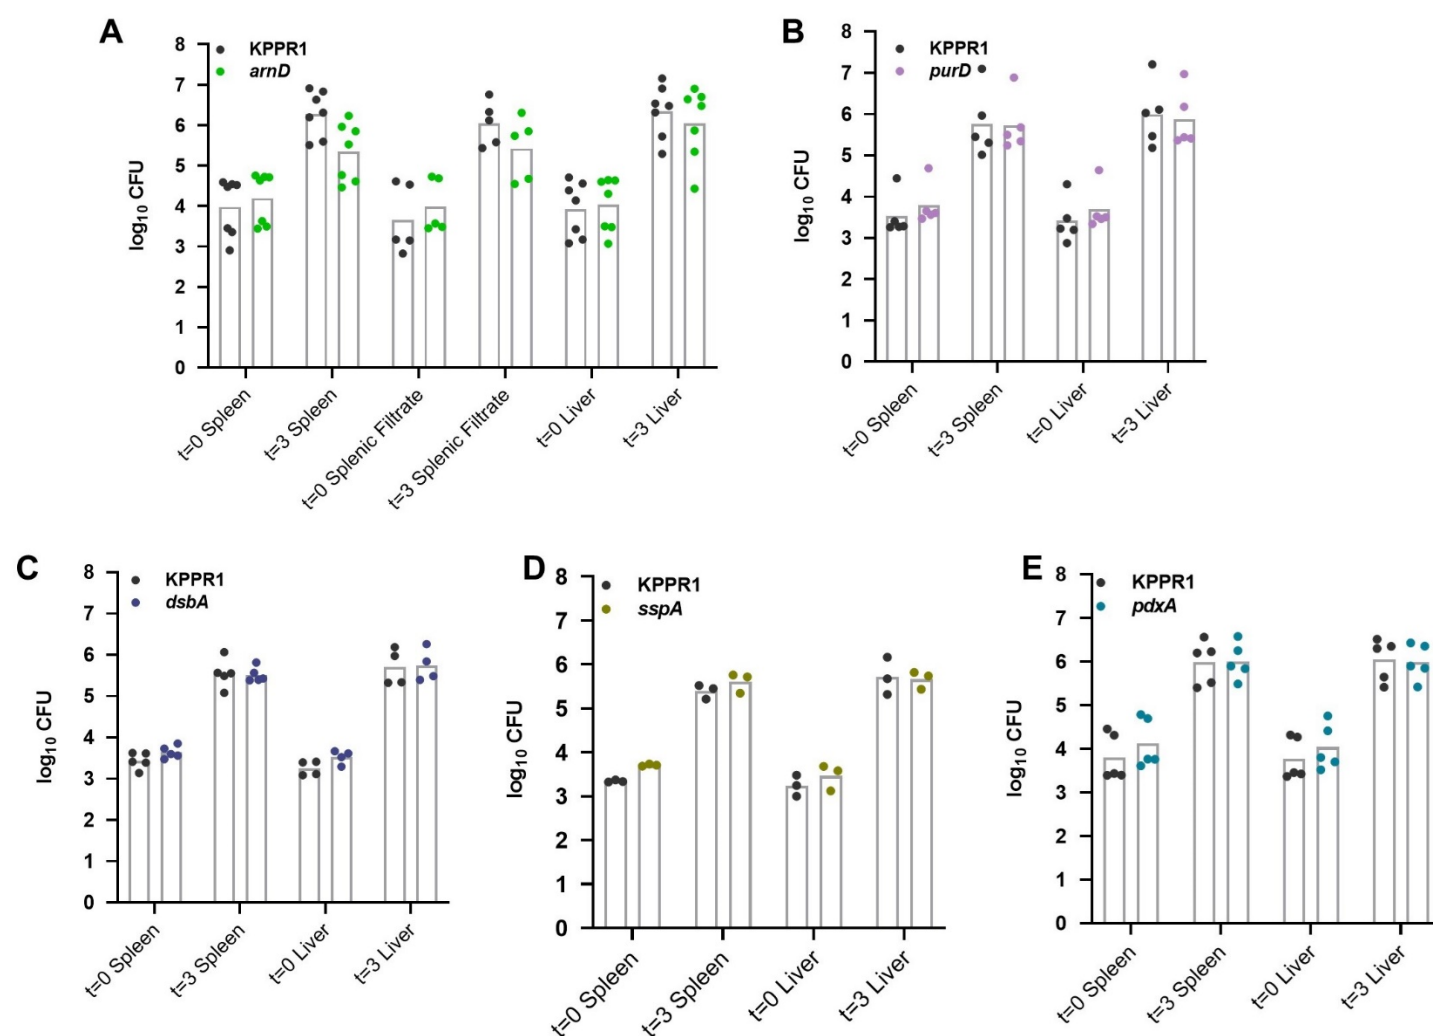 A
KPPR1
arnD
log10 CFU
8
7
6
5
4
3
2
1
0
t=0 Spleen
t=3 Spleen
t=0 Splenic Filtrate
t=3 Splenic Filtrate
t=0 Liver
t=3 Liver
B
KPPR1
purD
log10 CFU
8
7
6
5
4
3
2
1
0
t=0 Spleen
t=3 Spleen
t=0 Liver
t=3 Liver
C
KPPR1
dsbA
log10 CFU
8
7
6
5
4
3
2
1
0
t=0 Spleen
t=3 Spleen
t=0 Liver
t=3 Liver
D
KPPR1
sspA
log10 CFU
8
7
6
5
4
3
2
1
0
t=0 Spleen
t=3 Spleen
t=0 Liver
t=3 Liver
E
KPPR1
pdxA
log10 CFU
8
7
6
5
4
3
2
1
0
t=0 Spleen
t=3 Spleen
t=0 Liver
t=3 Liver